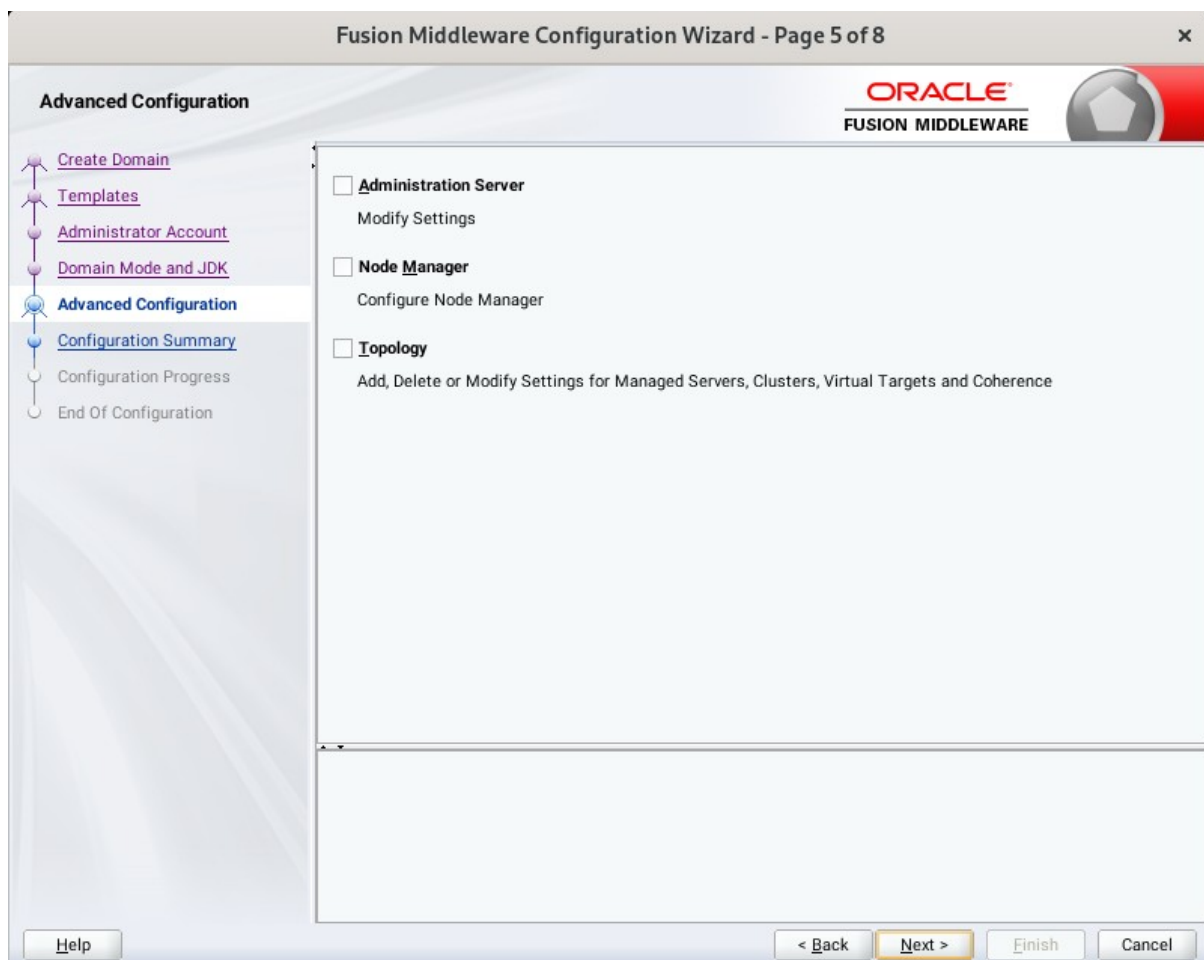 Fusion Middleware Configuration Wizard - Page 5 of 8
Advanced Configuration
ORACLE
FUSION MIDDLEWARE
Create Domain
Templates
Administrator Account
Domain Mode and JDK
Advanced Configuration
Configuration Summary
Configuration Progress
End Of Configuration
Administration Server
Modify Settings
Node Manager
Configure Node Manager
Topology
Add, Delete or Modify Settings for Managed Servers, Clusters, Virtual Targets and Coherence
Help
< Back
Next >
Finish
Cancel